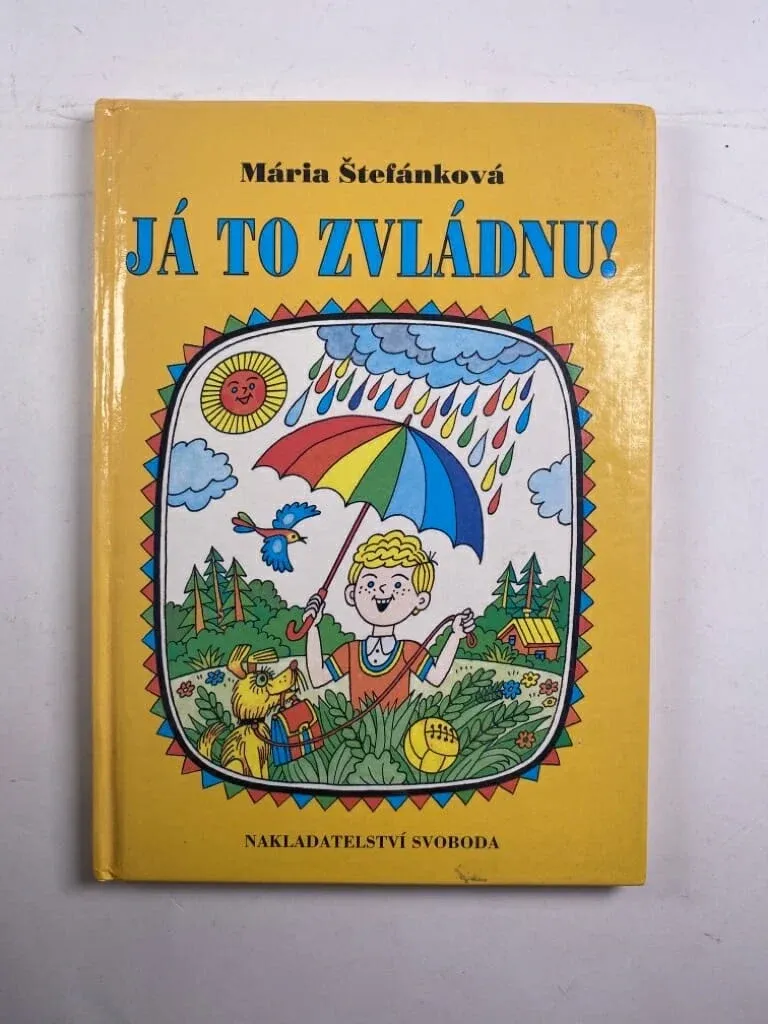 Mária Štefánková
JÁ TO ZVLÁDNU!
NAKLADATELSTVÍ SVOBODA